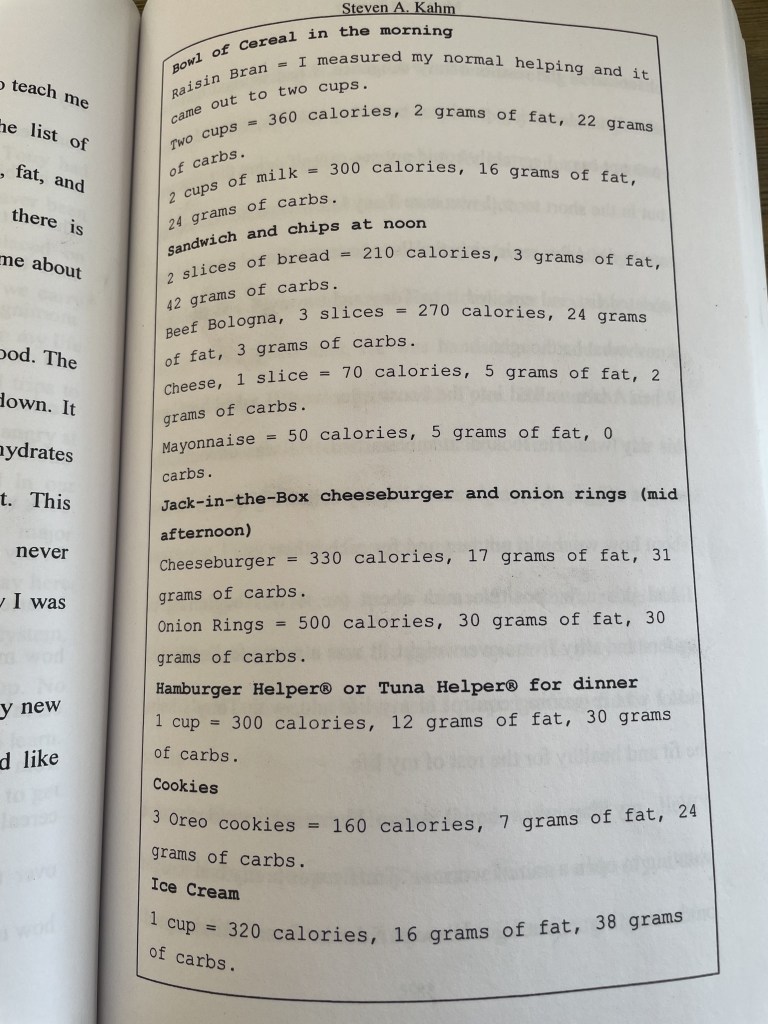 o teach me
he list of
, fat, and
there is
me about
ood. The
down. It
hydrates
t. This
never
y I was
y new
d like
Steven A. Kahm
Bowl of Cereal in the morning
Raisin Bran = I measured my normal helping and it
came out to two cups.
Two cups = 360 calories, 2 grams of fat, 22 grams
of carbs.
2 cups of milk = 300 calories, 16 grams of fat,
24 grams of carbs.
Sandwich and chips at noon
2 slices of bread = 210 calories, 3 grams of fat,
42 grams of carbs.
Beef Bologna, 3 slices = 270 calories, 24 grams
of fat, 3 grams of carbs.
Cheese, 1 slice = 70 calories, 5 grams of fat, 2
grams of carbs.
Mayonnaise = 50 calories, 5 grams of fat, 0
carbs.
Jack-in-the-Box cheeseburger and onion rings (mid
afternoon)
Cheeseburger = 330 calories, 17 grams of fat, 31
grams of carbs.
Onion Rings = 500 calories, 30 grams of fat, 30
grams of carbs.
Hamburger Helper® or Tuna Helper® for dinner
1 cup = 300 calories, 12 grams of fat, 30 grams
of carbs.
Cookies
3 Oreo cookies = 160 calories, 7 grams of fat, 24
grams of carbs.
Ice Cream
1 cup = 320 calories, 16 grams of fat, 38 grams
of carbs.